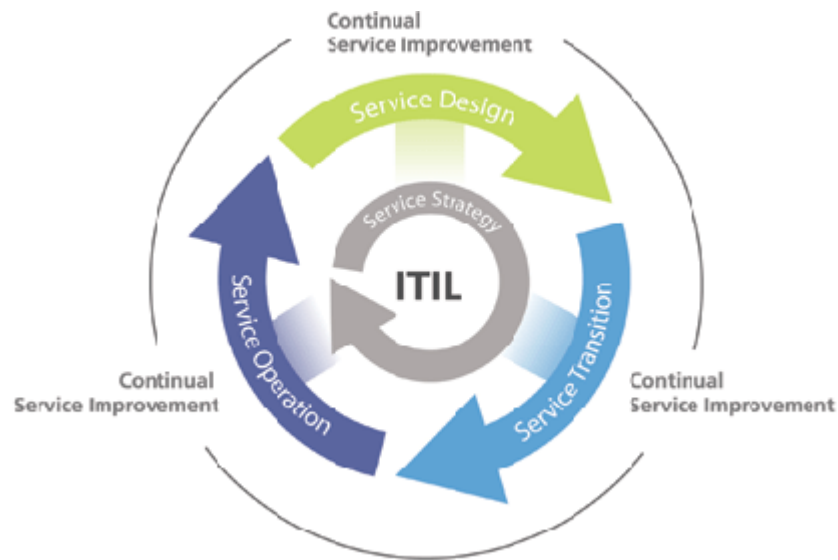 Continual
Service Improvement
Service Design
Service Strategy
ITIL
Service Operation
Service Transition
Continual
Service Improvement
Continual
Service Improvement